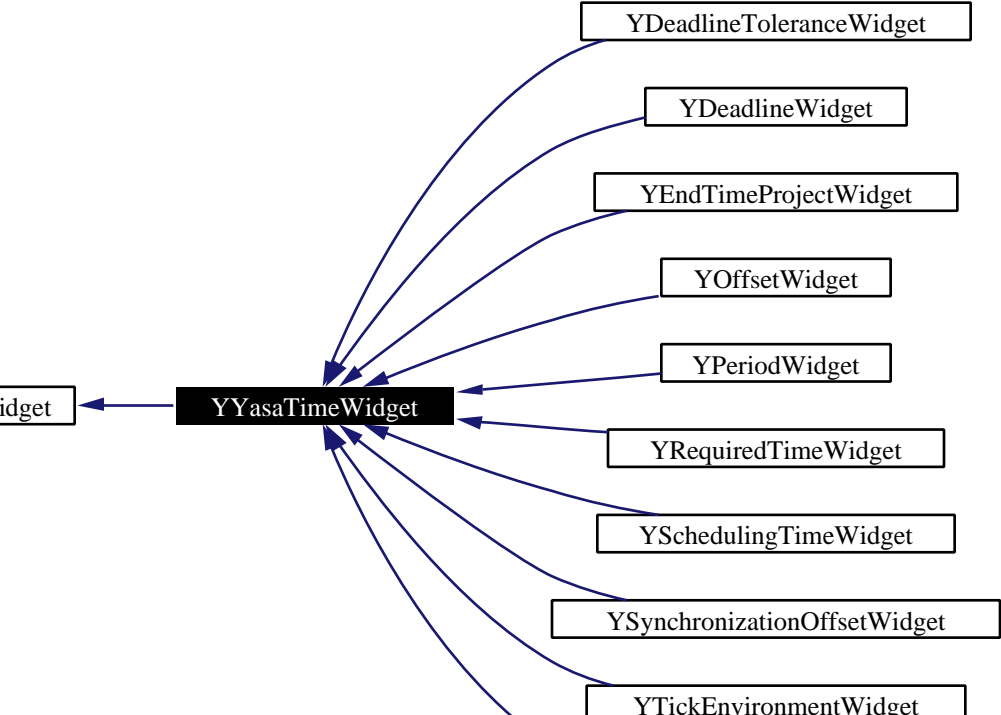 YDeadlineToleranceWidget
YDeadlineWidget
YEndTimeProjectWidget
YOffsetWidget
YPeriodWidget
idget
YYasaTimeWidget
YRequiredTimeWidget
YSchedulingTimeWidget
YSynchronizationOffsetWidget
YTickEnvironmentWidget